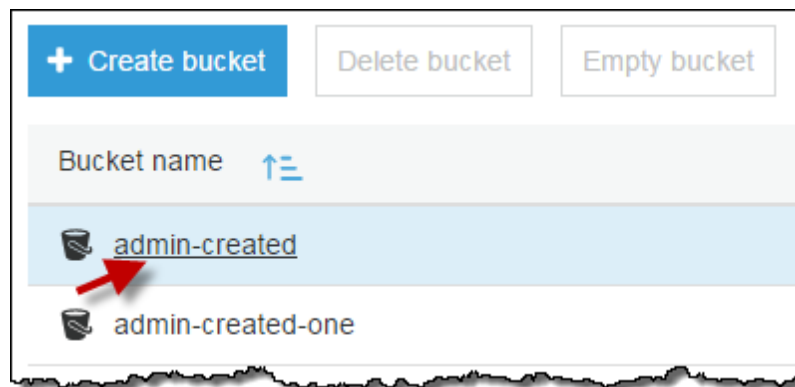 + Create bucket Delete bucket Empty bucket
Bucket name
admin-created
admin-created-one